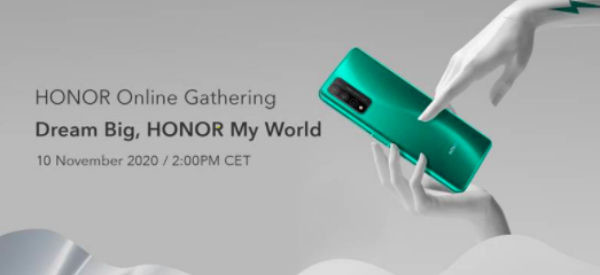 HONOR Online Gathering
Dream Big, HONOR My World
10 November 2020 / 2:00PM CET